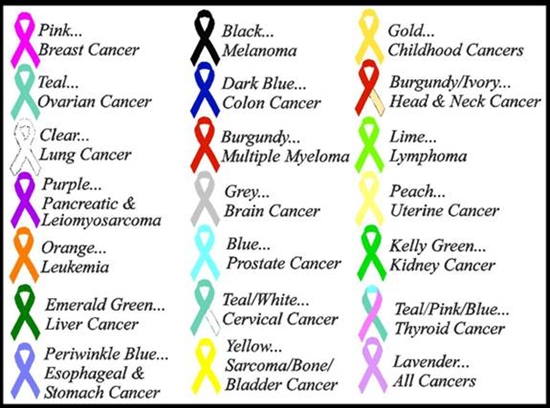 Pink...
Breast Cancer
Teal...
Ovarian Cancer
Clear...
Lung Cancer
Purple...
Pancreatic &
Leiomyosarcoma
Orange...
Leukemia
Emerald Green...
Liver Cancer
Periwinkle Blue...
Esophageal &
Stomach Cancer
Black...
Melanoma
Dark Blue...
Colon Cancer
Burgundy...
Multiple Myeloma
Grey...
Brain Cancer
Blue...
Prostate Cancer
Teal/White...
Cervical Cancer
Yellow...
Sarcoma/Bone/
Bladder Cancer
Gold...
Childhood Cancers
Burgundy/Ivory...
Head & Neck Cancer
Lime...
Lymphoma
Peach...
Uterine Cancer
Kelly Green...
Kidney Cancer
Teal/Pink/Blue...
Thyroid Cancer
Lavender...
All Cancers